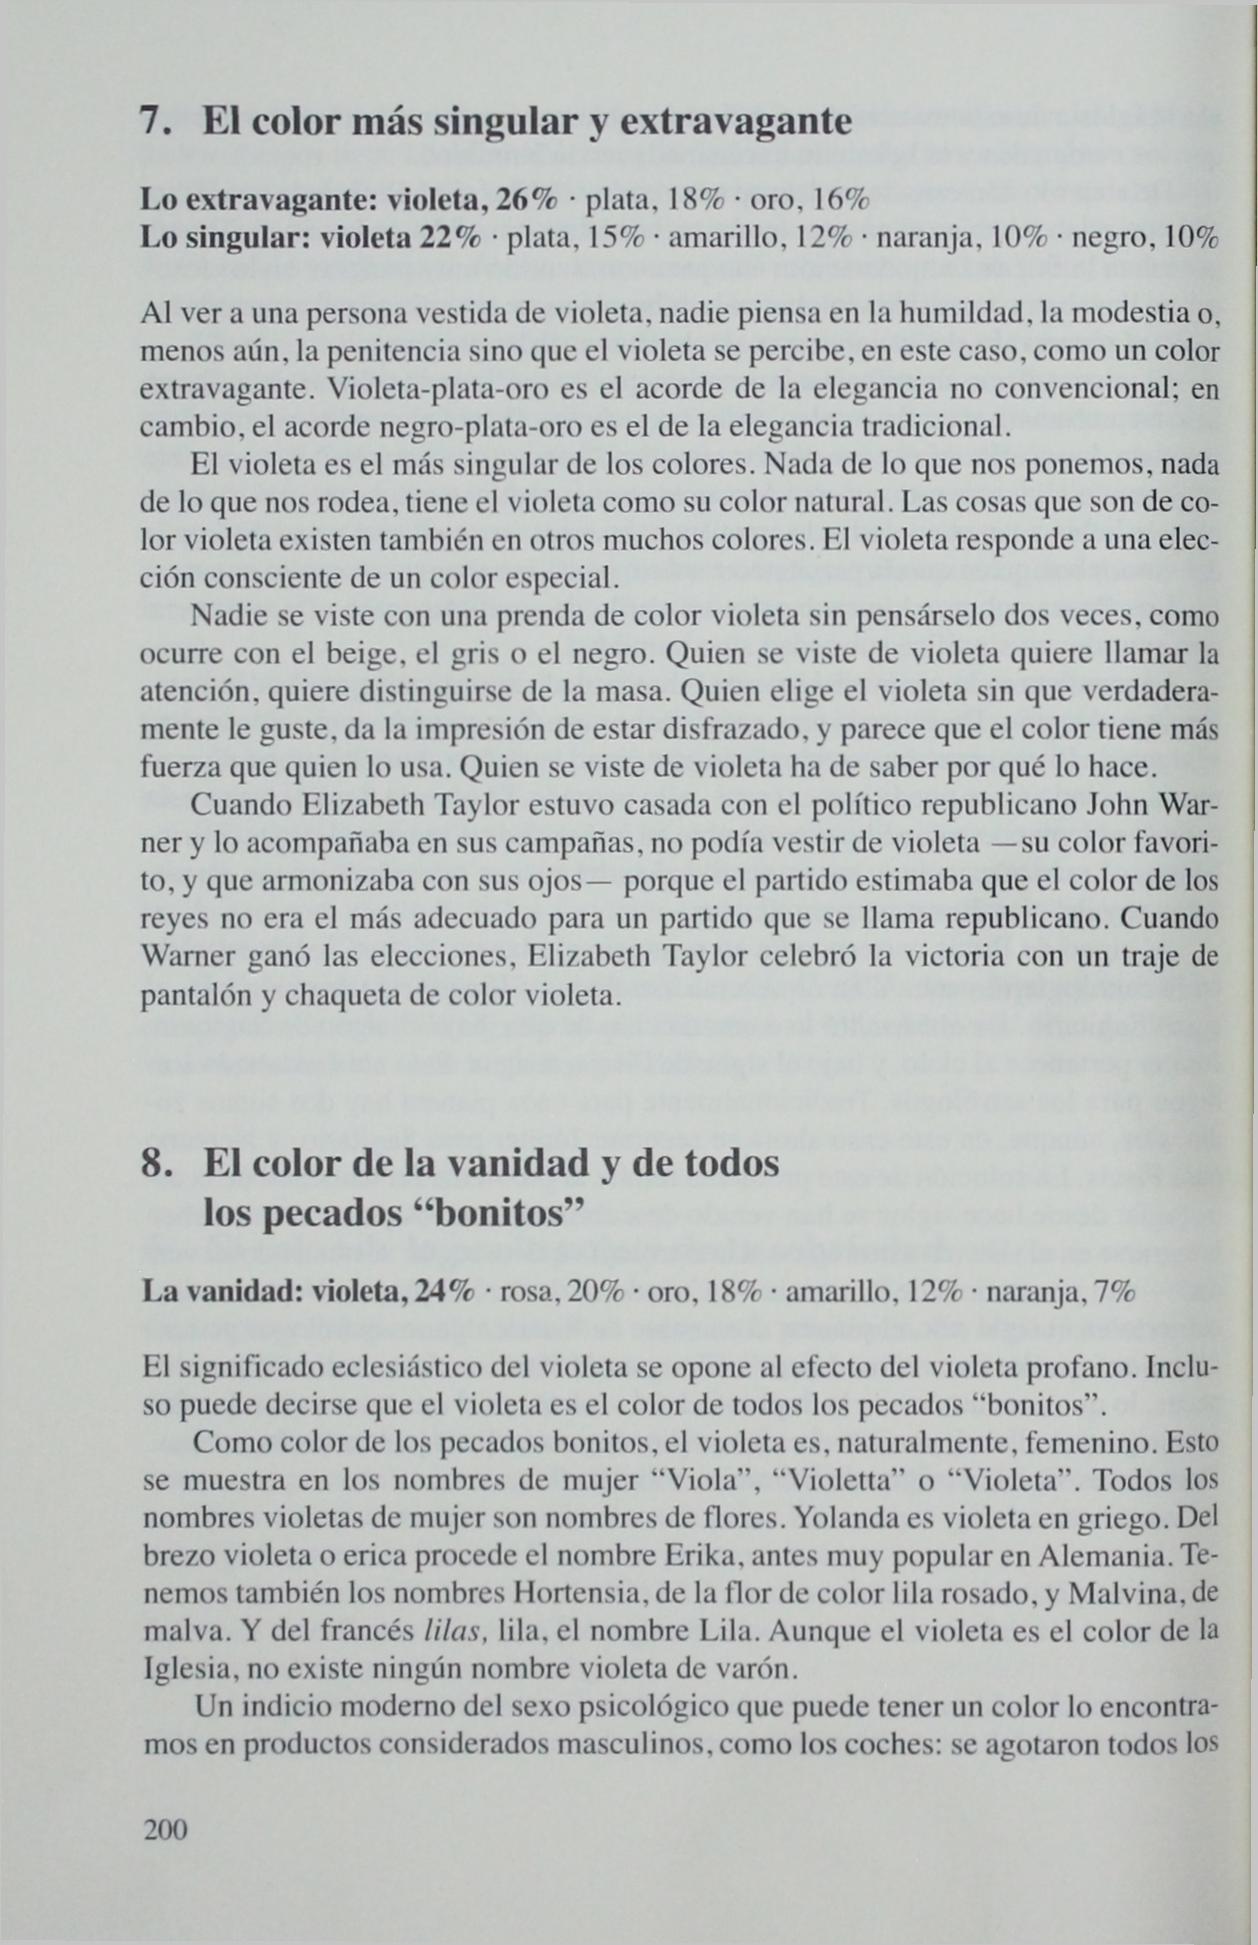 7. El color más singular y extravagante
Lo extravagante: violeta, 26% · plata, 18% · oro, 16%
Lo singular: violeta 22% · plata, 15% · amarillo, 12% · naranja, 10% · negro, 10%
Al ver a una persona vestida de violeta, nadie piensa en la humildad, la modestia o,
menos aún, la penitencia sino que el violeta se percibe, en este caso, como un color
extravagante. Violeta-plata-oro es el acorde de la elegancia no convencional; en
cambio, el acorde negro-plata-oro es el de la elegancia tradicional.
El violeta es el más singular de los colores. Nada de lo que nos ponemos, nada
de lo que nos rodea, tiene el violeta como su color natural. Las cosas que son de co-
lor violeta existen también en otros muchos colores. El violeta responde a una elec-
ción consciente de un color especial.
Nadie se viste con una prenda de color violeta sin pensárselo dos veces, como
ocurre con el beige, el gris o el negro. Quien se viste de violeta quiere llamar la
atención, quiere distinguirse de la masa. Quien elige el violeta sin que verdadera-
mente le guste, da la impresión de estar disfrazado, y parece que el color tiene más
fuerza que quien lo usa. Quien se viste de violeta ha de saber por qué lo hace.
Cuando Elizabeth Taylor estuvo casada con el político republicano John War-
ner y lo acompañaba en sus campañas, no podía vestir de violeta —su color favori-
to, y que armonizaba con sus ojos— porque el partido estimaba que el color de los
reyes no era el más adecuado para un partido que se llama republicano. Cuando
Warner ganó las elecciones, Elizabeth Taylor celebró la victoria con un traje de
pantalón y chaqueta de color violeta.
8. El color de la vanidad y de todos
los pecados “bonitos”
La vanidad: violeta, 24% · rosa, 20% · oro, 18% · amarillo, 12% · naranja, 7%
El significado eclesiástico del violeta se opone al efecto del violeta profano. Inclu-
so puede decirse que el violeta es el color de todos los pecados “bonitos”.
Como color de los pecados bonitos, el violeta es, naturalmente, femenino. Esto
se muestra en los nombres de mujer “Viola”, “Violetta” o “Violeta”. Todos los
nombres violetas de mujer son nombres de flores. Yolanda es violeta en griego. Del
brezo violeta o erica procede el nombre Erika, antes muy popular en Alemania. Te-
nemos también los nombres Hortensia, de la flor de color lila rosado, y Malvina, de
malva. Y del francés lilas, lila, el nombre Lila. Aunque el violeta es el color de la
Iglesia, no existe ningún nombre violeta de varón.
Un indicio moderno del sexo psicológico que puede tener un color lo encontra-
mos en productos considerados masculinos, como los coches: se agotaron todos los
200